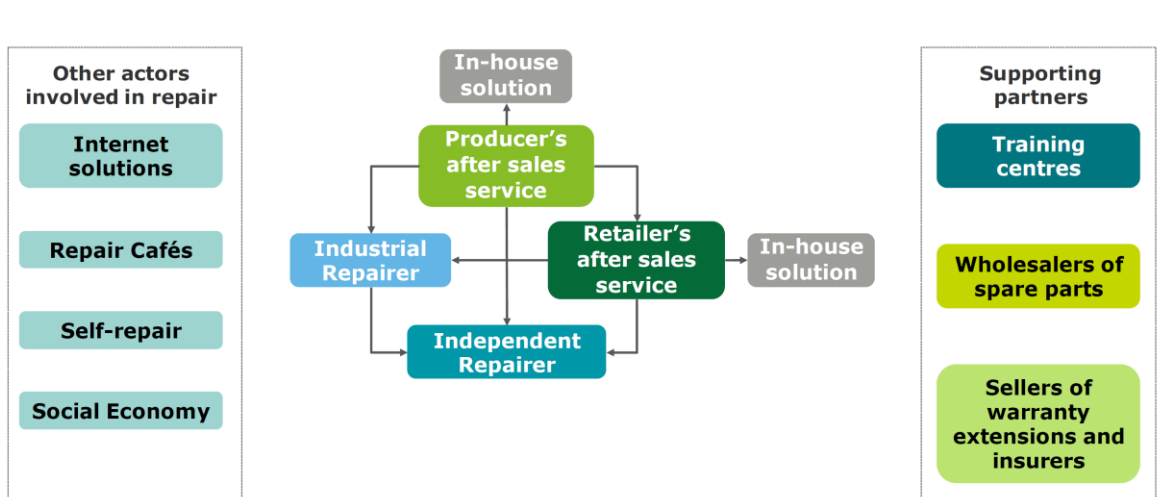 Other actors
involved in repair
Internet
solutions
Repair Cafés
Self-repair
Social Economy
In-house
solution
Producer's
after sales
service
Industrial
Repairer
Retailer's
after sales
service
In-house
solution
Independent
Repairer
Supporting
partners
Training
centres
Wholesalers of
spare parts
Sellers of
warranty
extensions and
insurers